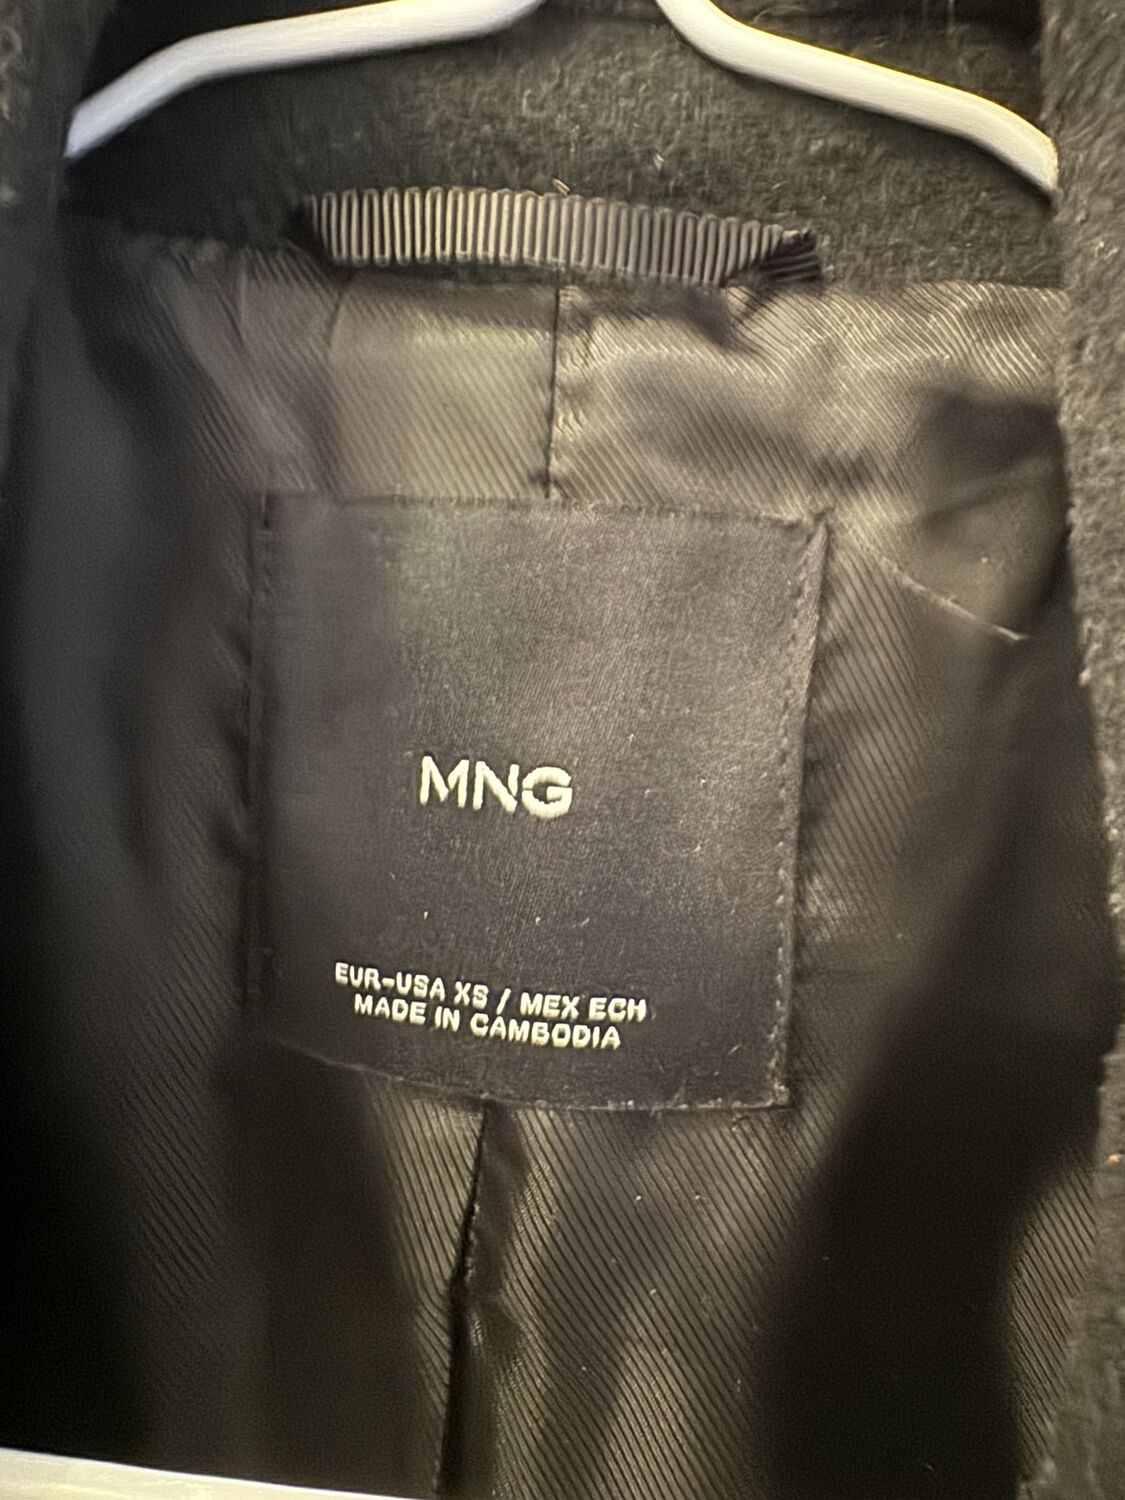 MNG
EUR-USA XS / MEX ECH
MADE IN CAMBODIA